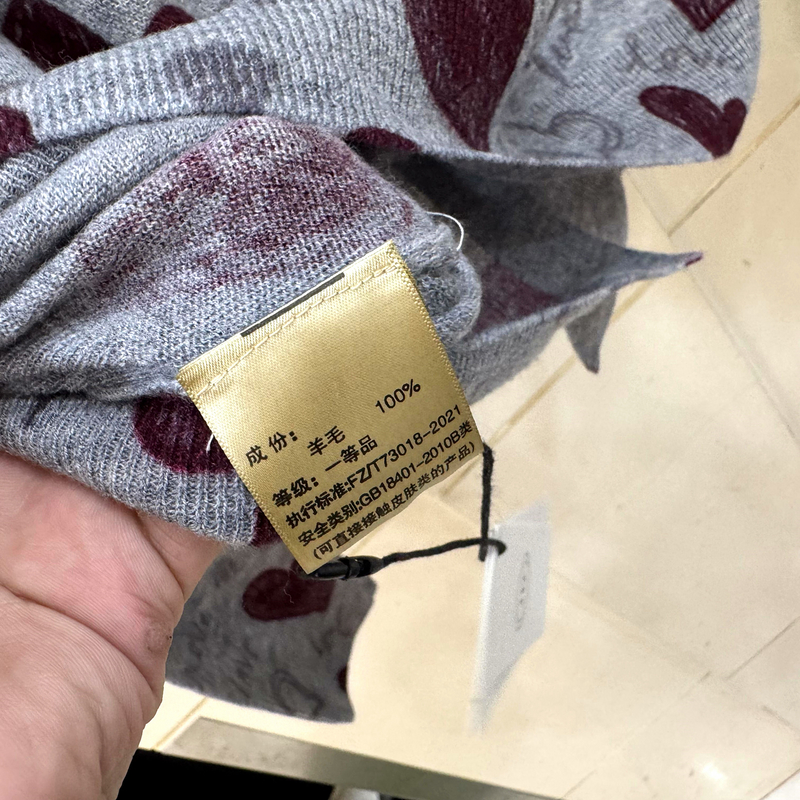 成份： 羊毛 100%
等级：一等品
执行标准:FZ/T73018-2021
安全类别:GB18401-2010B类
(可直接接触皮肤类的产品)